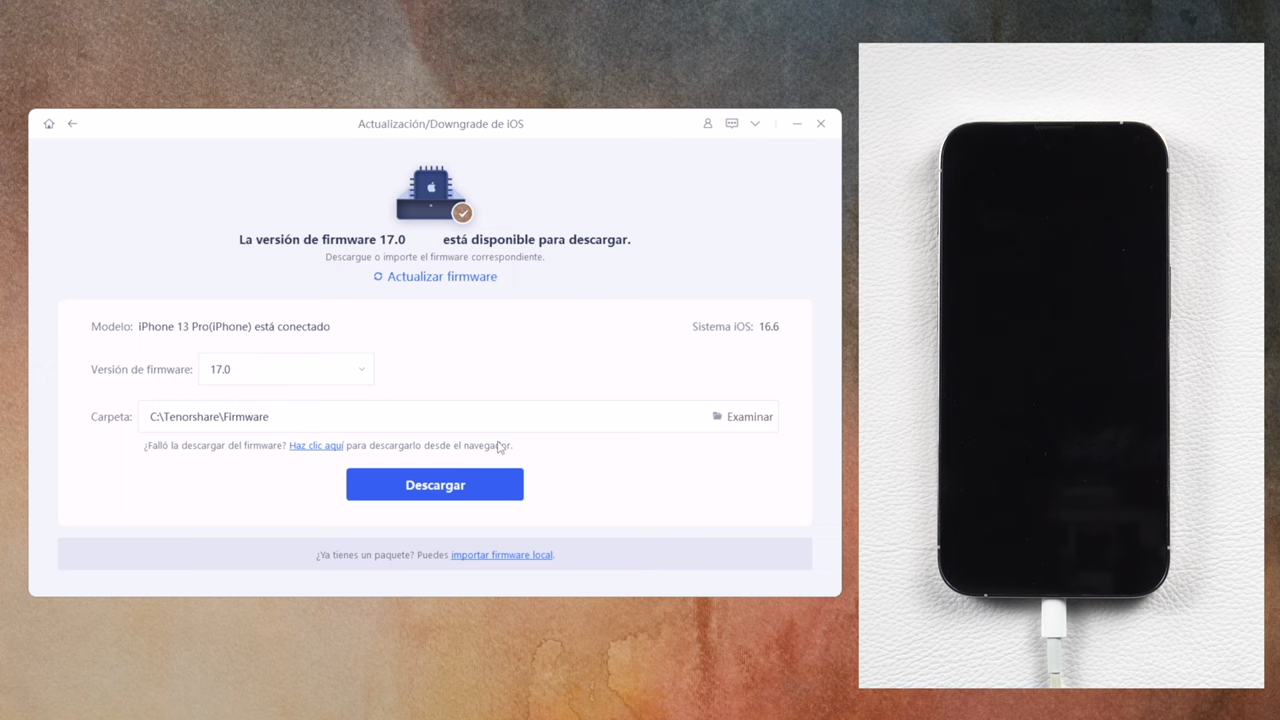 Actualización/Downgrade de iOS
La versión de firmware 17.0 está disponible para descargar.
Descargue o importe el firmware correspondiente.
Actualizar firmware
Modelo: iPhone 13 Pro(iPhone) está conectado
Sistema iOS: 16.6
Versión de firmware: 17.0
Carpeta: C:\Tenorshare\Firmware
Examinar
¿Falló la descargar del firmware? Haz clic aquí para descargarlo desde el navegador.
Descargar
¿Ya tienes un paquete? Puedes importar firmware local.